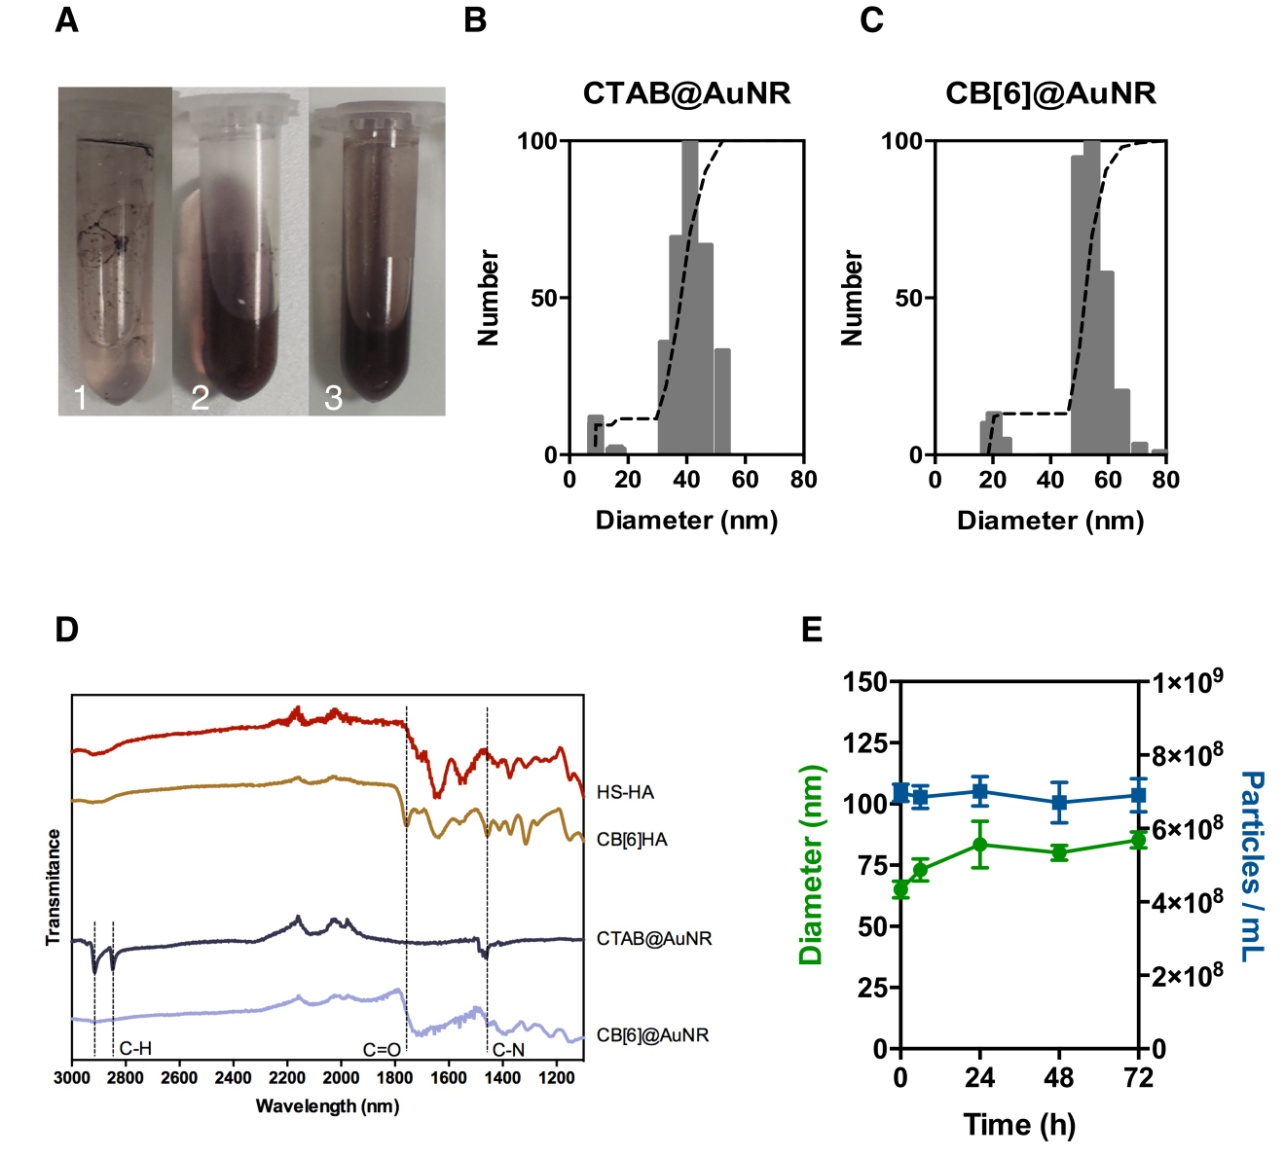 A
1
2
3
B
CTAB@AuNR
Number
100
50
0
0 20 40 60 80
Diameter (nm)
C
CB[6]@AuNR
Number
100
50
0
0 20 40 60 80
Diameter (nm)
D
Transmitance
HS-HA
CB[6]HA
CTAB@AuNR
CB[6]@AuNR
C-H
C=O
C-N
3000 2800 2600 2400 2200 2000 1800 1600 1400 1200
Wavelength (nm)
E
Diameter (nm)
150
125
100
75
50
25
0
1×10⁹
8×10⁸
6×10⁸
4×10⁸
2×10⁸
0
Particles / mL
0 24 48 72
Time (h)